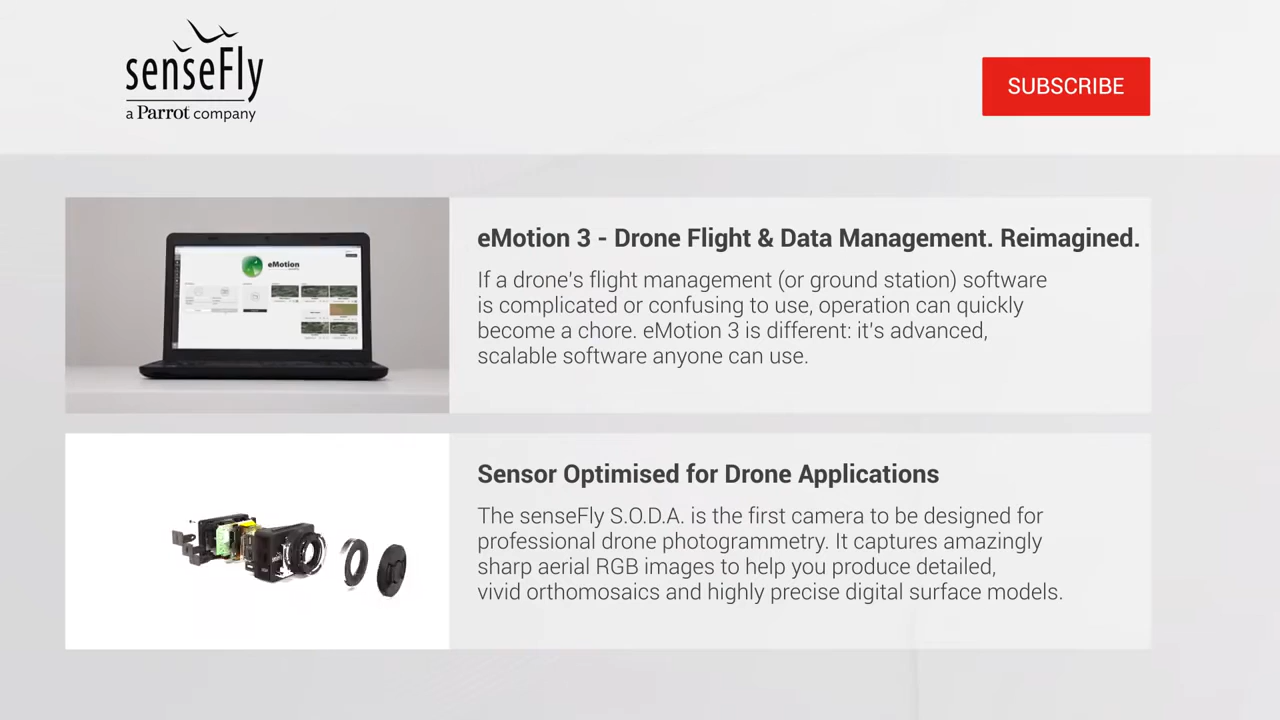 senseFly
a Parrot company
SUBSCRIBE
eMotion
eMotion 3 - Drone Flight & Data Management. Reimagined.
If a drone's flight management (or ground station) software
is complicated or confusing to use, operation can quickly
become a chore. eMotion 3 is different: it's advanced,
scalable software anyone can use.
Sensor Optimised for Drone Applications
The senseFly S.O.D.A. is the first camera to be designed for
professional drone photogrammetry. It captures amazingly
sharp aerial RGB images to help you produce detailed,
vivid orthomosaics and highly precise digital surface models.